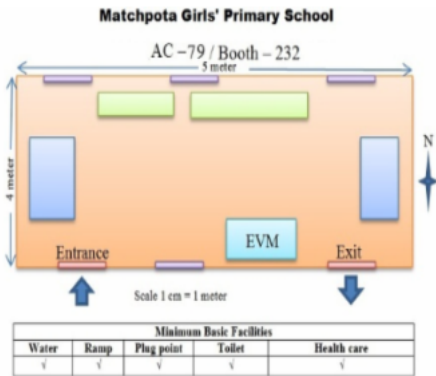 Matchpota Girls' Primary School
AC –79 / Booth – 232
5 meter
4 meter
N
EVM
Entrance
Exit
Scale 1 cm = 1 meter
Minimum Basic Facilities
Water Ramp Plug point Toilet Health care
√ √ √ √ √